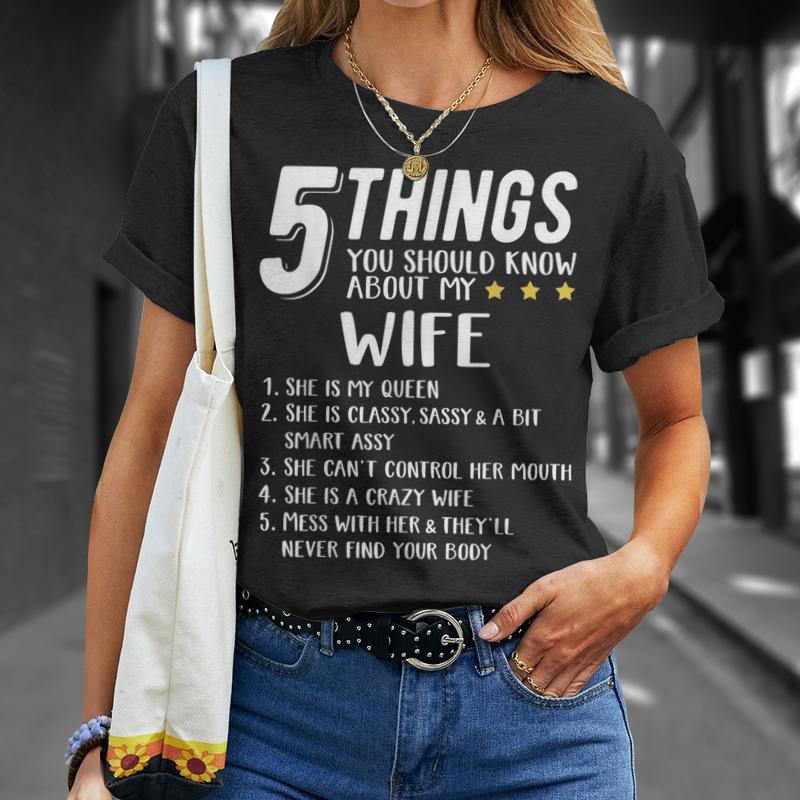 5 THINGS
YOU SHOULD KNOW
ABOUT MY
WIFE
1. SHE IS MY QUEEN
2. SHE IS CLASSY, SASSY & A BIT
SMART ASSY
3. SHE CAN'T CONTROL HER MOUTH
4. SHE IS A CRAZY WIFE
5. MESS WITH HER & THEY'LL
NEVER FIND YOUR BODY